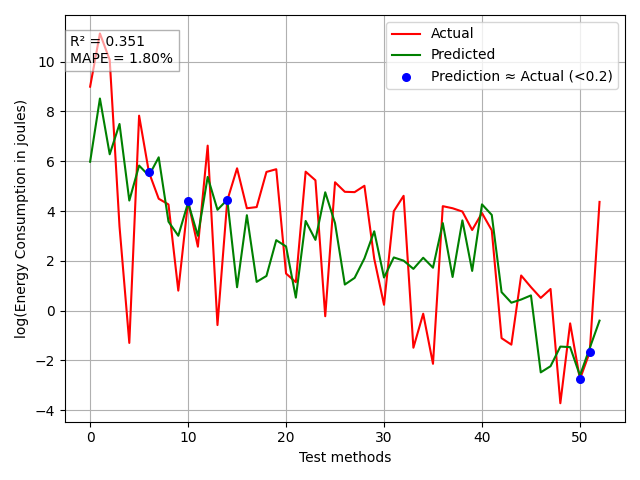 R² = 0.351
MAPE = 1.80%
Actual
Predicted
Prediction ≈ Actual (<0.2)
log(Energy Consumption in joules)
10
8
6
4
2
0
−2
−4
0
10
20
30
40
50
Test methods